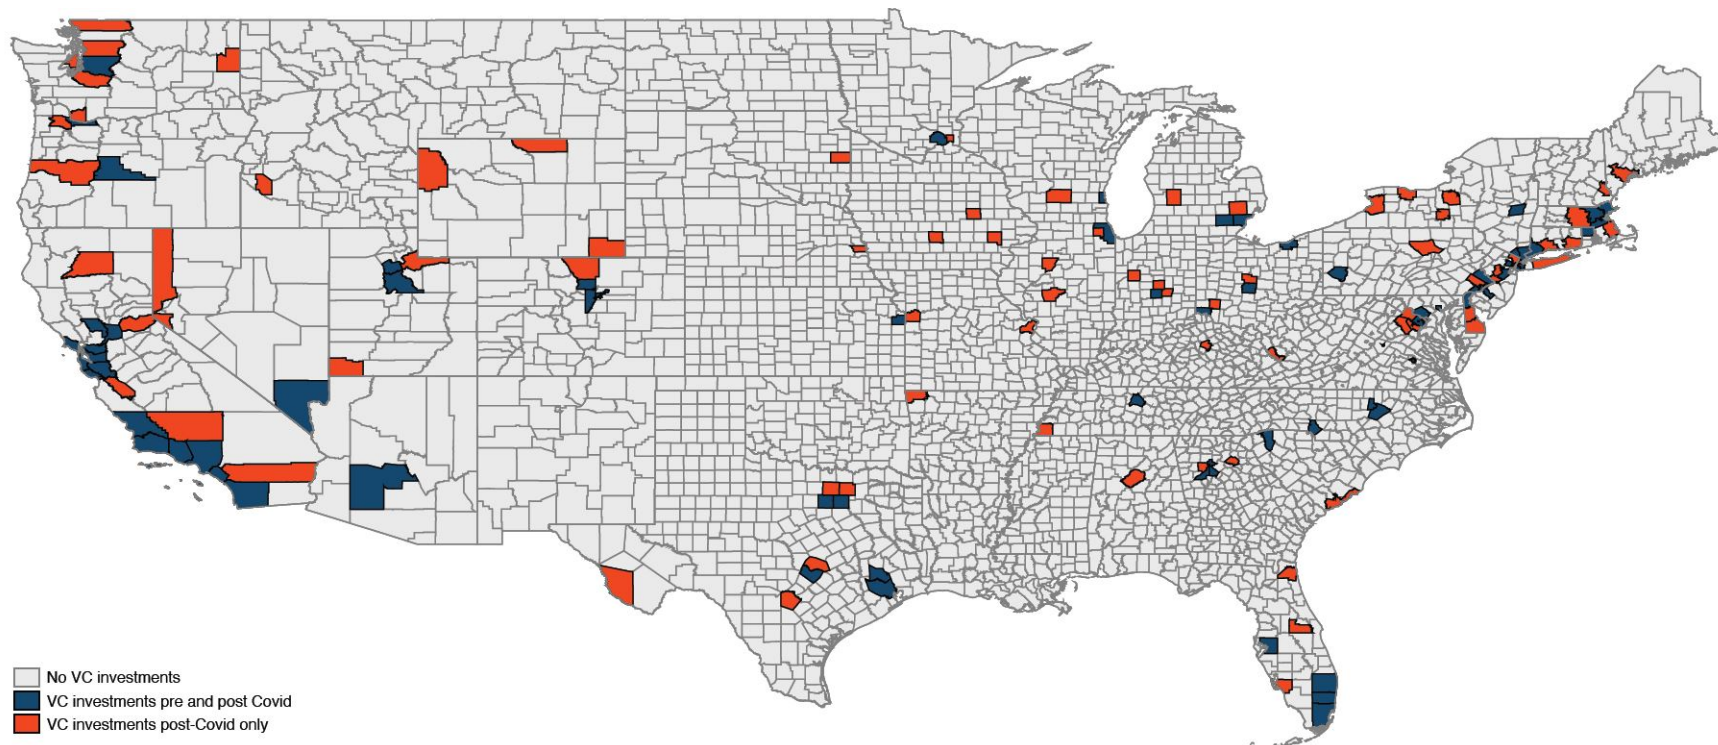 No VC investments
VC investments pre and post Covid
VC investments post-Covid only